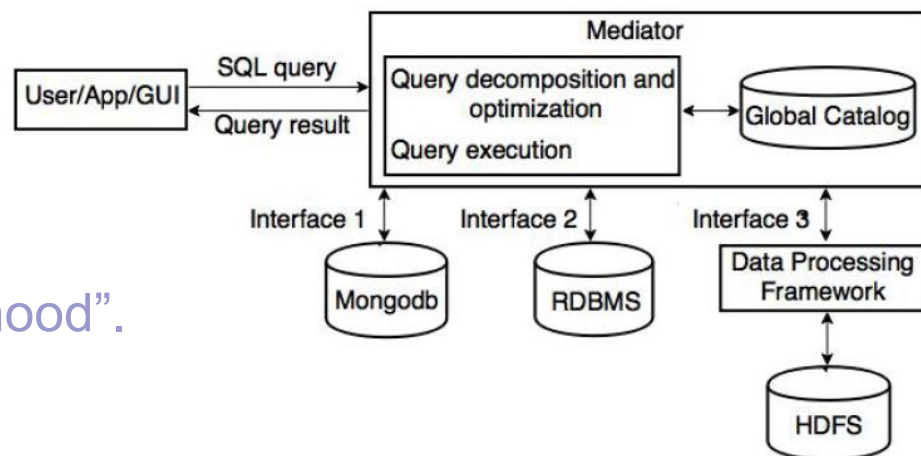 Mediator
SQL query
User/App/GUI
Query result
Query decomposition and
optimization
Query execution
Global Catalog
Interface 1
Interface 2
Interface 3
Mongodb
RDBMS
Data Processing
Framework
HDFS
ood”.